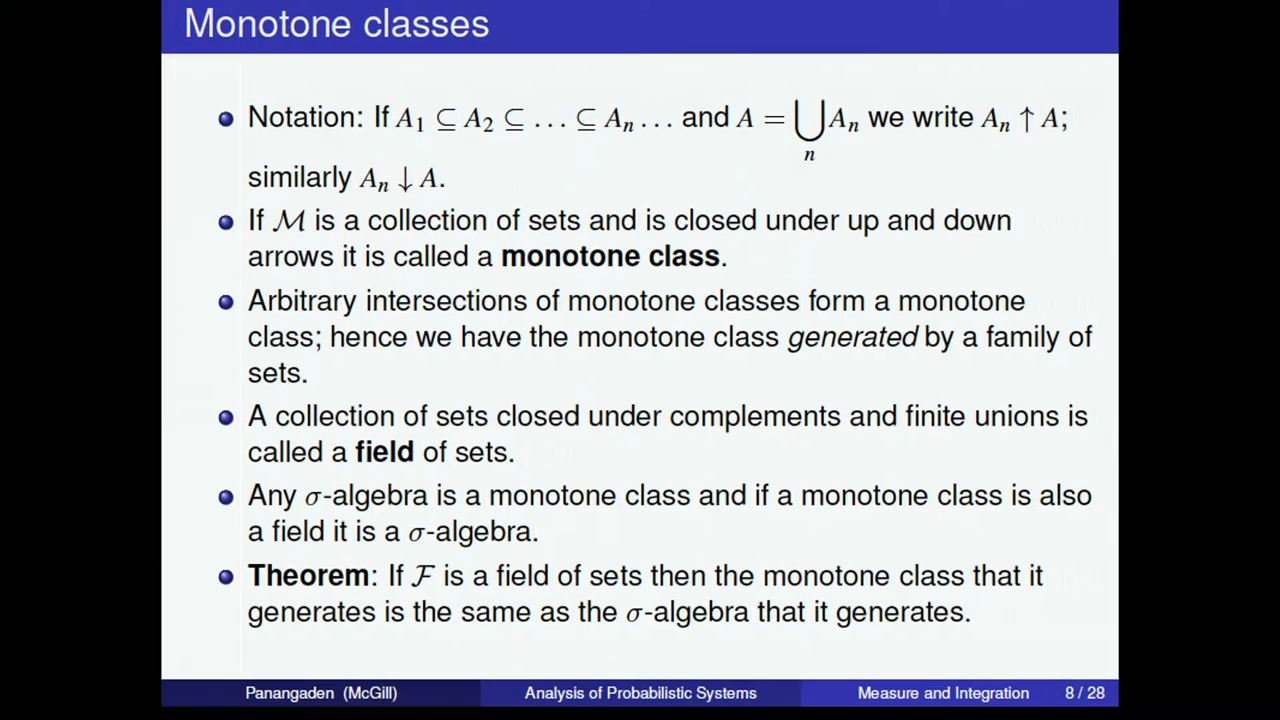 Monotone classes
Notation: If A₁ ⊆ A₂ ⊆ … ⊆ Aₙ … and A = ⋃ Aₙ we write Aₙ ↑ A;
n
similarly Aₙ ↓ A.
If ℳ is a collection of sets and is closed under up and down
arrows it is called a monotone class.
Arbitrary intersections of monotone classes form a monotone
class; hence we have the monotone class generated by a family of
sets.
A collection of sets closed under complements and finite unions is
called a field of sets.
Any σ-algebra is a monotone class and if a monotone class is also
a field it is a σ-algebra.
Theorem: If ℱ is a field of sets then the monotone class that it
generates is the same as the σ-algebra that it generates.
Panangaden (McGill) Analysis of Probabilistic Systems Measure and Integration 8 / 28